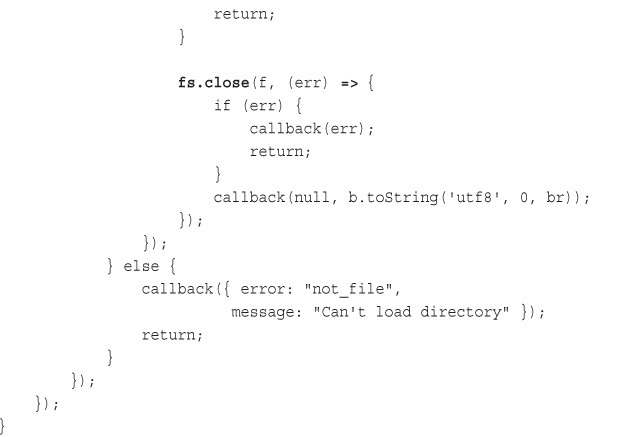 return;
                    }

                    fs.close(f, (err) => {
                        if (err) {
                            callback(err);
                            return;
                        }
                        callback(null, b.toString('utf8', 0, br));
                    });
                });
            } else {
                callback({ error: "not_file",
                          message: "Can't load directory" });
                return;
            }
        });
    });
}